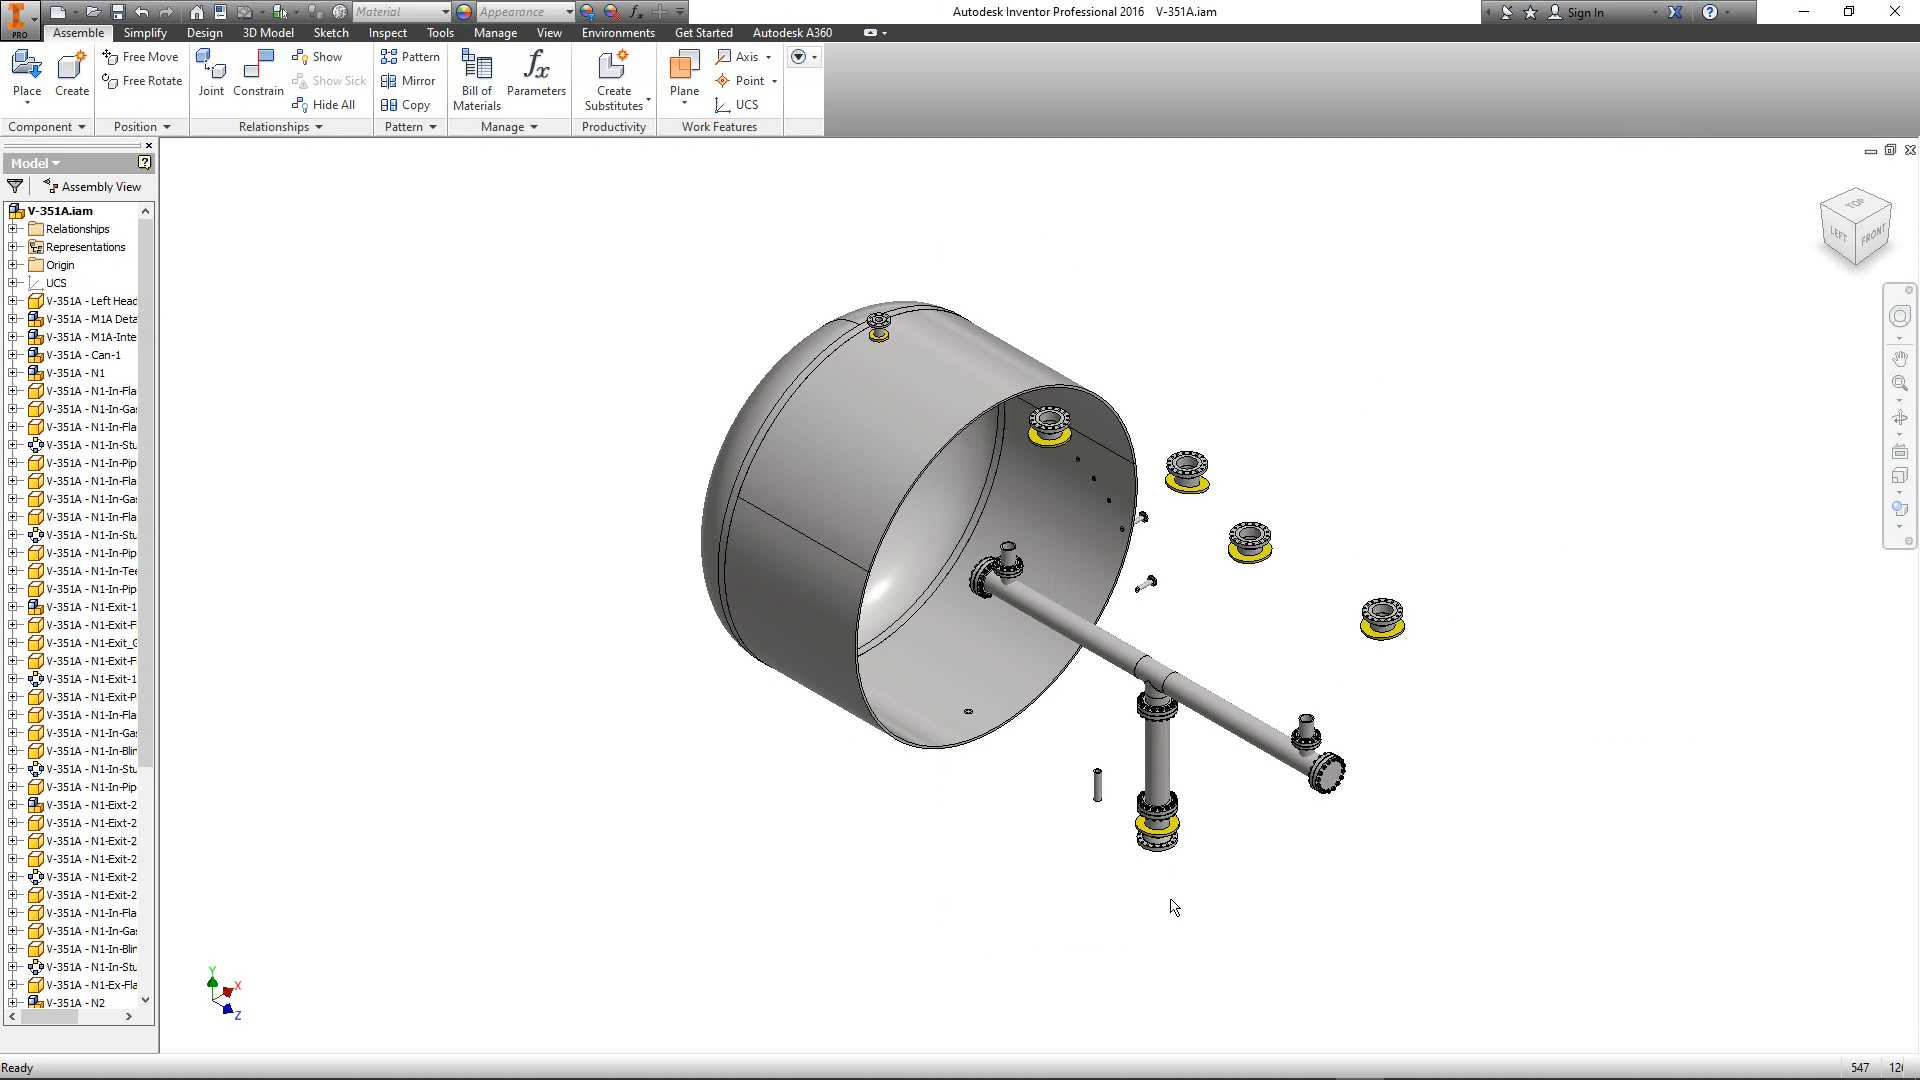 Material
Appearance
Autodesk Inventor Professional 2016 V-351A.iam
Sign In
PRO
Assemble Simplify Design 3D Model Sketch Inspect Tools Manage View Environments Get Started Autodesk A360
Place
Create
Free Move
Free Rotate
Joint
Constrain
Show
Show Sick
Hide All
Pattern
Mirror
Copy
Bill of
Materials
Parameters
Create
Substitutes
Plane
Axis
Point
UCS
Component Position Relationships Pattern Manage Productivity Work Features
Model
Assembly View
V-351A.iam
Relationships
Representations
Origin
UCS
V-351A - Left Head
V-351A - M1A Deta
V-351A - M1A-Inte
V-351A - Can-1
V-351A - N1
V-351A - N1-In-Fla
V-351A - N1-In-Gas
V-351A - N1-In-Fla
V-351A - N1-In-Stu
V-351A - N1-In-Pip
V-351A - N1-In-Fla
V-351A - N1-In-Gas
V-351A - N1-In-Fla
V-351A - N1-In-Stu
V-351A - N1-In-Pip
V-351A - N1-In-Tee
V-351A - N1-In-Pip
V-351A - N1-Exit-1
V-351A - N1-Exit-F
V-351A - N1-Exit_G
V-351A - N1-Exit-F
V-351A - N1-Exit-1
V-351A - N1-Exit-P
V-351A - N1-In-Fla
V-351A - N1-In-Gas
V-351A - N1-In-Blin
V-351A - N1-In-Stu
V-351A - N1-In-Pip
V-351A - N1-Eixt-2
V-351A - N1-Eixt-2
V-351A - N1-Exit-2
V-351A - N1-Exit-2
V-351A - N1-Exit-2
V-351A - N1-Exit-2
V-351A - N1-In-Fla
V-351A - N1-In-Gas
V-351A - N1-In-Blin
V-351A - N1-In-Stu
V-351A - N1-Ex-Fla
V-351A - N2
TOP
LEFT
FRONT
Y
X
Z
Ready
547